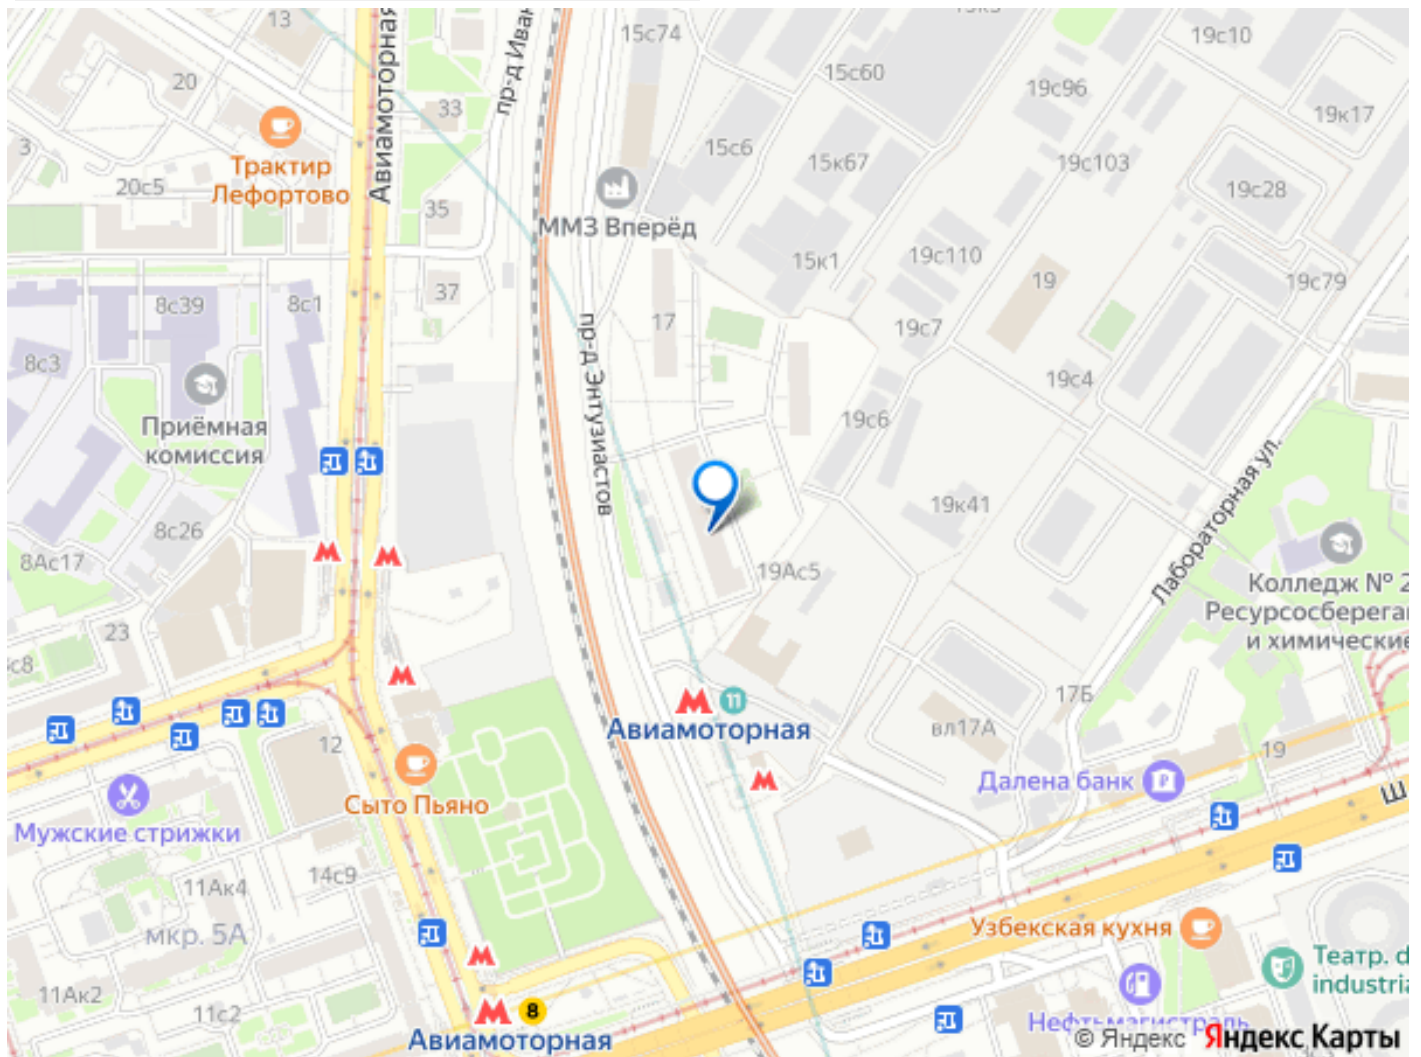 13
Авиамоторная
пр-д Иван
15с74
19с10
15с60
19с96
20
33
19к17
3
Трактир
Лефортово
15с6
15к67
19с103
20с5
19с28
35
ММЗ Вперёд
15к1
19с110
19
19с79
8с39
8с1
37
17
пр-д Энтузиастов
19с7
8с3
19с4
Приёмная
комиссия
19с6
Лабораторная ул.
8с26
19к41
8Ас17
19Ас5
Колледж № 2
Ресурсосберега
и химические
23
с8
17Б
11
Авиамоторная
вл17А
12
19
Далена банк
Сыто Пьяно
Ш
Мужские стрижки
11Ак4
14с9
мкр. 5А
Узбекская кухня
Театр. d
industria
11Ак2
11с2
8
Авиамоторная
Нефтьмагистраль
© Яндекс Яндекс Карты